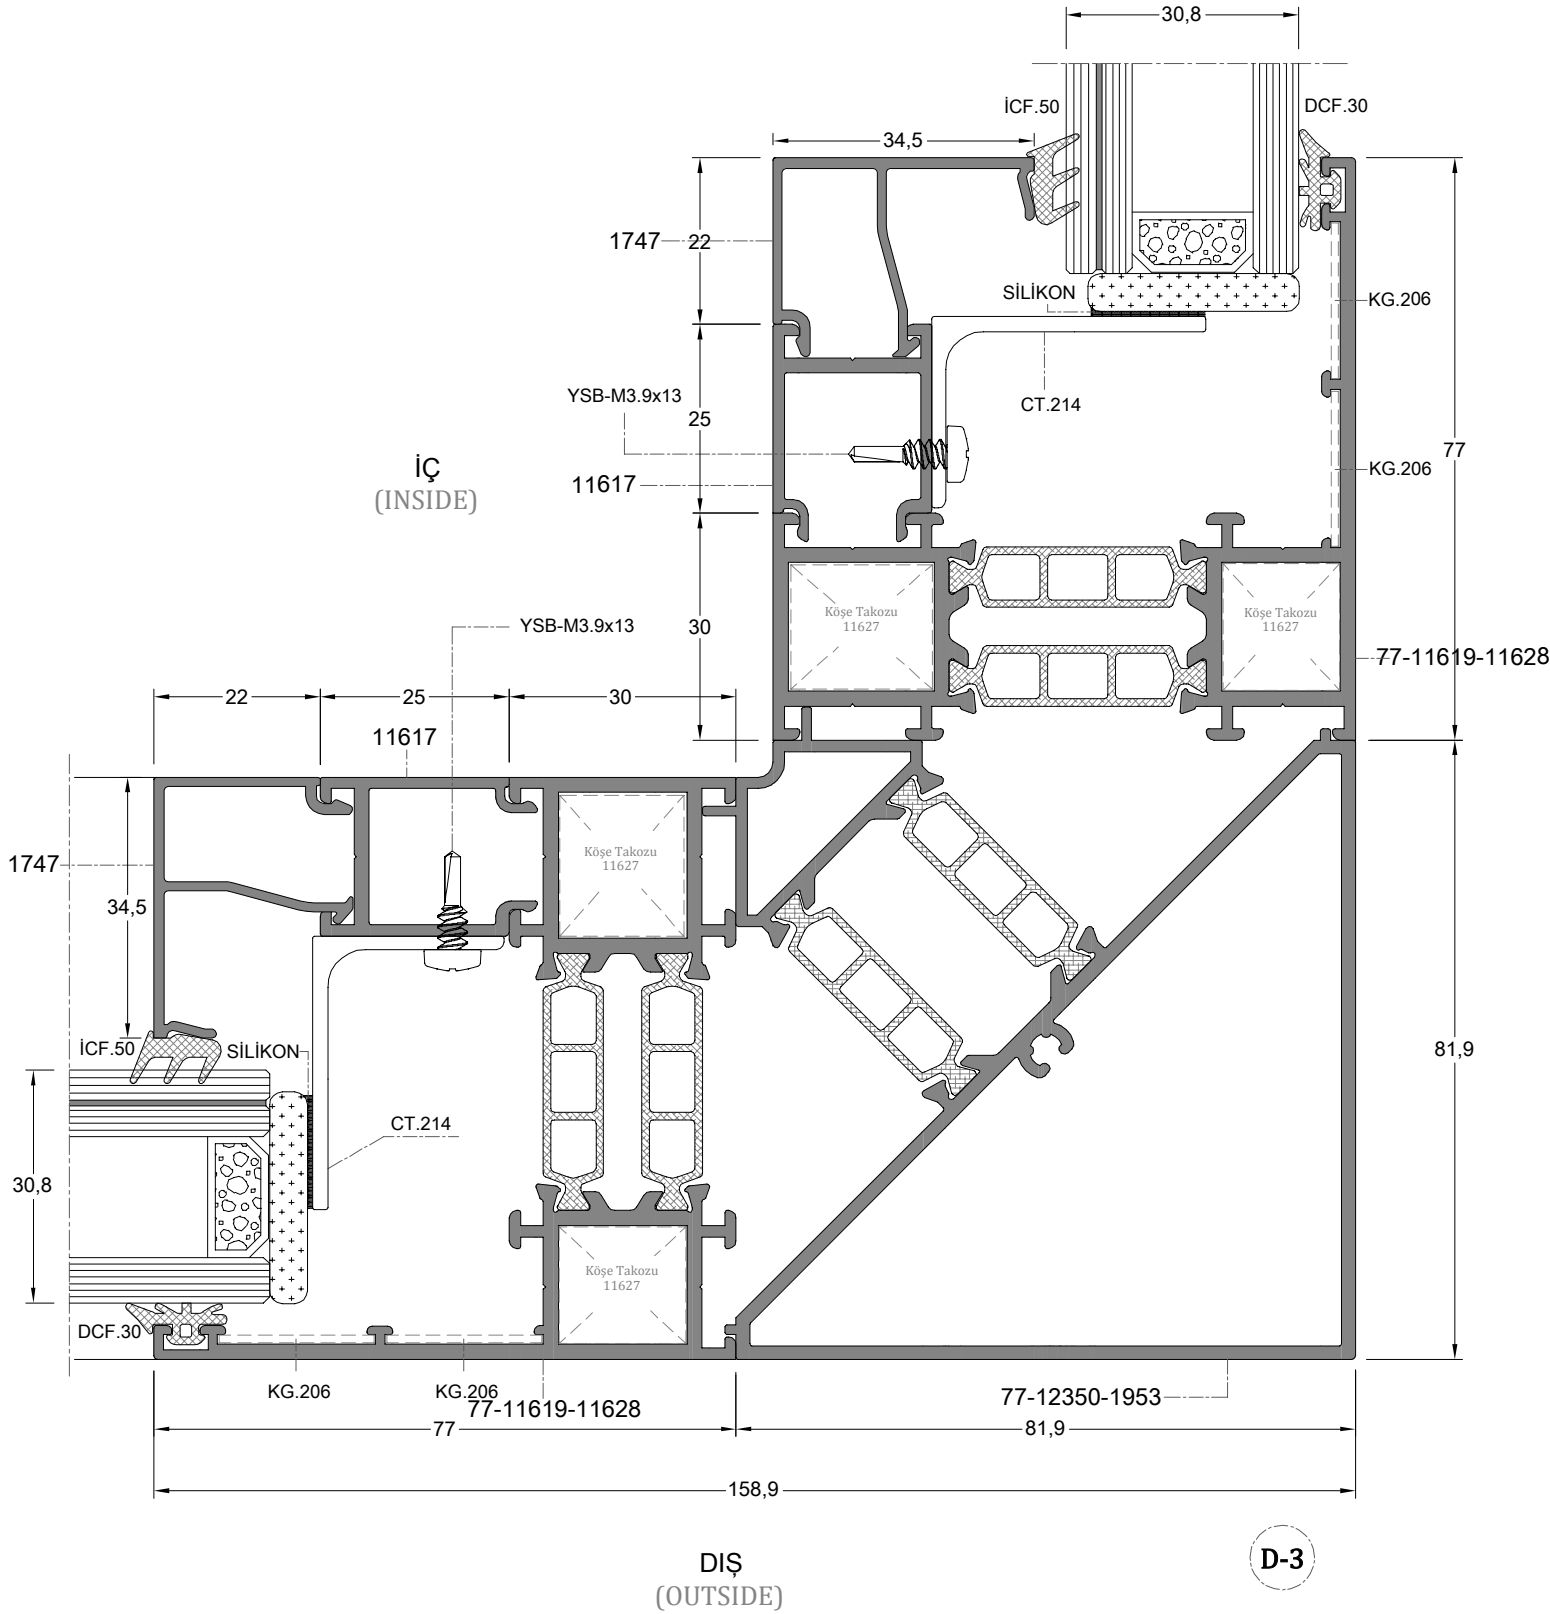 30,8
İCF.50
DCF.30
34,5
1747
22
SİLİKON
KG.206
YSB-M3.9x13
CT.214
25
77
İÇ
(INSIDE)
11617
KG.206
Köşe Takozu
11627
Köşe Takozu
11627
YSB-M3.9x13
30
77-11619-11628
22
25
30
11617
1747
Köşe Takozu
11627
34,5
İCF.50
SİLİKON
81,9
CT.214
30,8
Köşe Takozu
11627
DCF.30
KG.206
KG.206
77-11619-11628
77-12350-1953
77
81,9
158,9
DIŞ
(OUTSIDE)
D-3